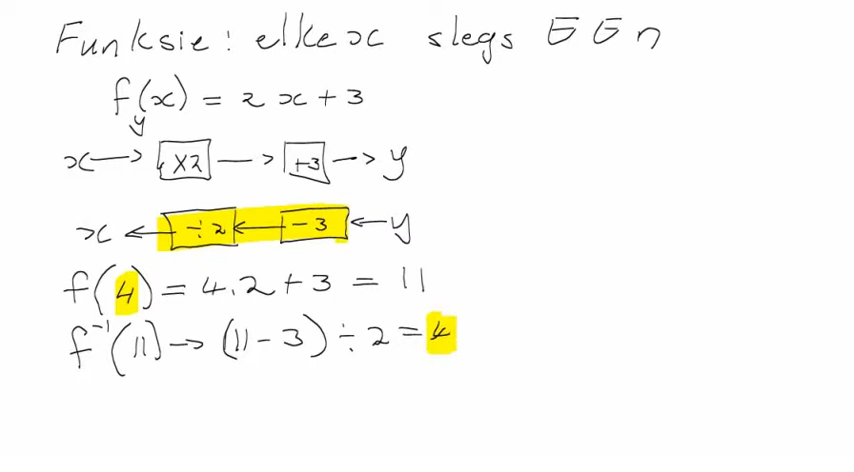 Funksie: elke x slegs EEn
f(x) = 2x + 3
y
x → ×2 → +3 → y
x ← ÷2 ← −3 ← y
f(4) = 4.2 + 3 = 11
f⁻¹(11) → (11 − 3) ÷ 2 = 4